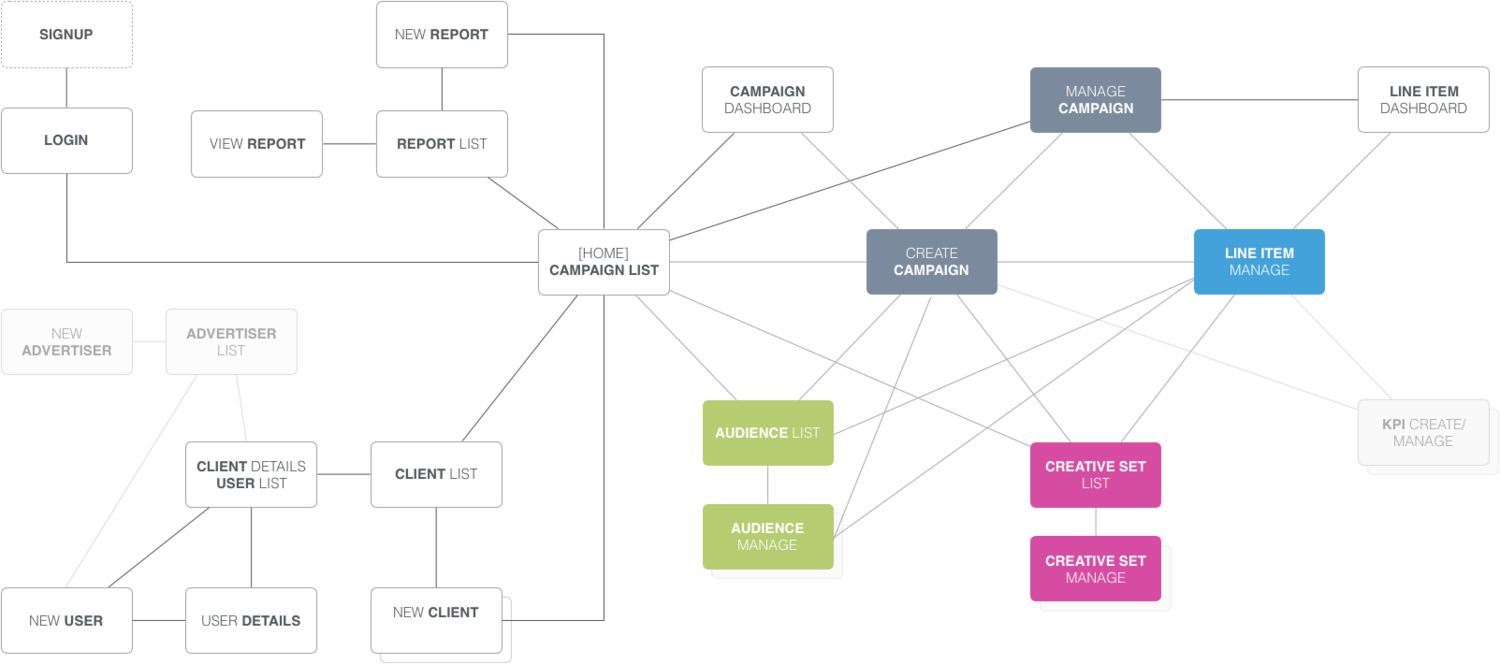 SIGNUP
NEW REPORT
CAMPAIGN
DASHBOARD
MANAGE
CAMPAIGN
LINE ITEM
DASHBOARD
LOGIN
VIEW REPORT
REPORT LIST
[HOME]
CAMPAIGN LIST
CREATE
CAMPAIGN
LINE ITEM
MANAGE
NEW
ADVERTISER
ADVERTISER
LIST
AUDIENCE LIST
KPI CREATE/
MANAGE
CLIENT DETAILS
USER LIST
CLIENT LIST
CREATIVE SET
LIST
AUDIENCE
MANAGE
CREATIVE SET
MANAGE
NEW USER
USER DETAILS
NEW CLIENT